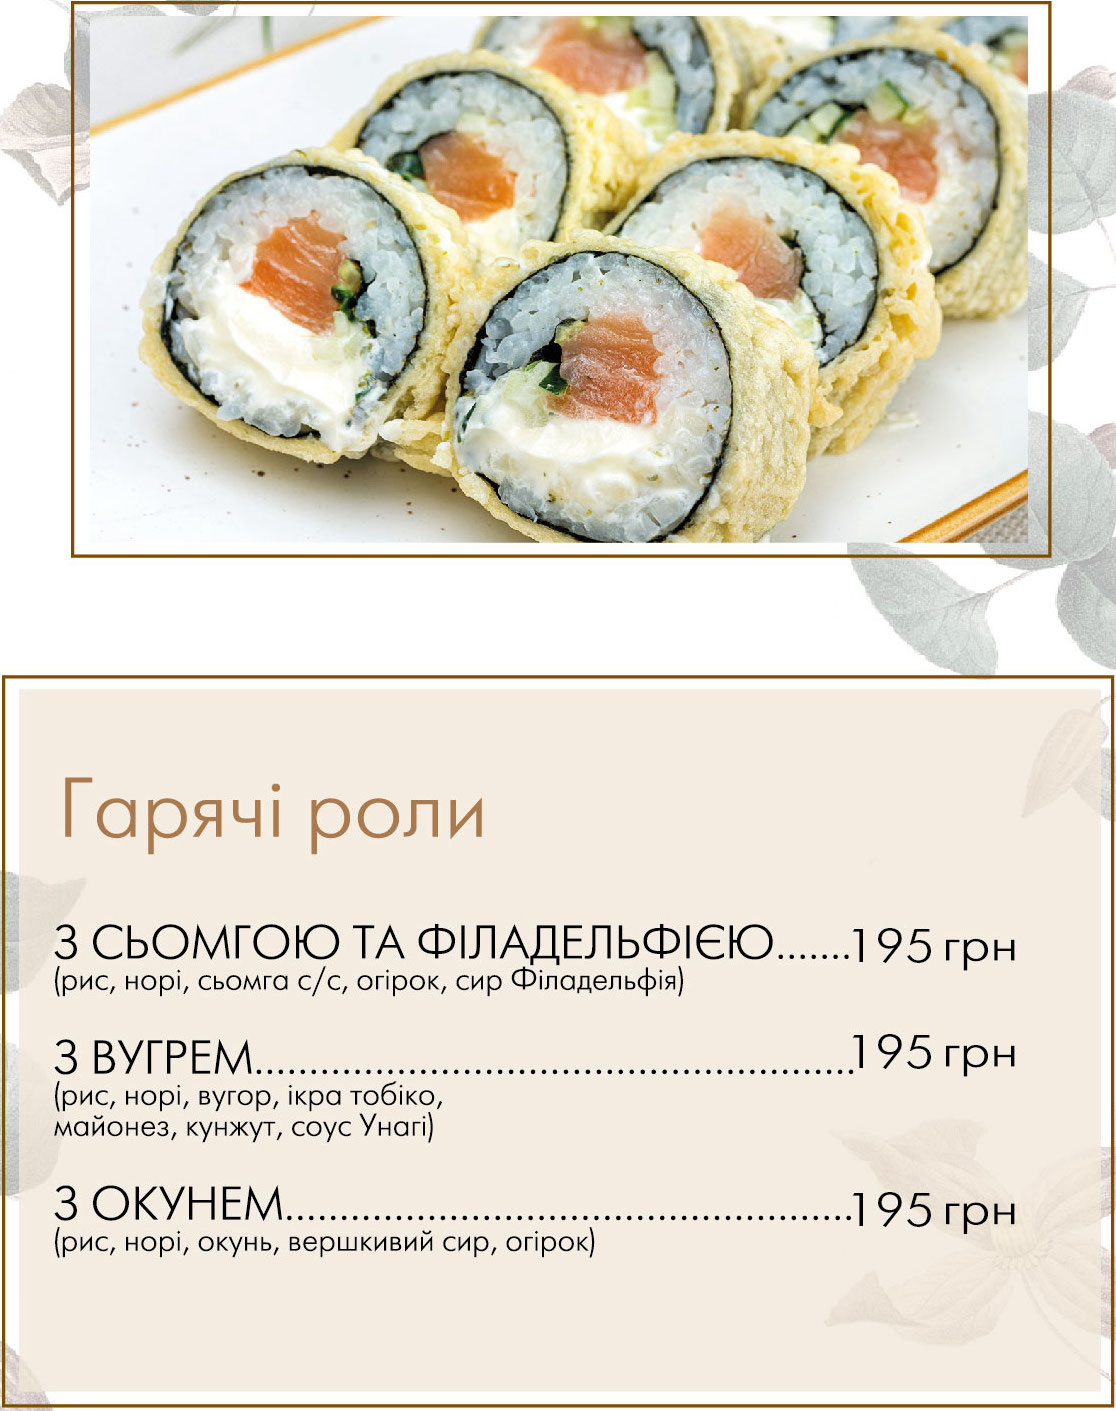 Гарячі роли
З СЬОМГОЮ ТА ФІЛАДЕЛЬФІЄЮ.......195 грн
(рис, норі, сьомга с/с, огірок, сир Філадельфія)
З ВУГРЕМ.......................................................195 грн
(рис, норі, вугор, ікра тобіко,
майонез, кунжут, соус Унагі)
З ОКУНЕМ....................................................195 грн
(рис, норі, окунь, вершкивий сир, огірок)